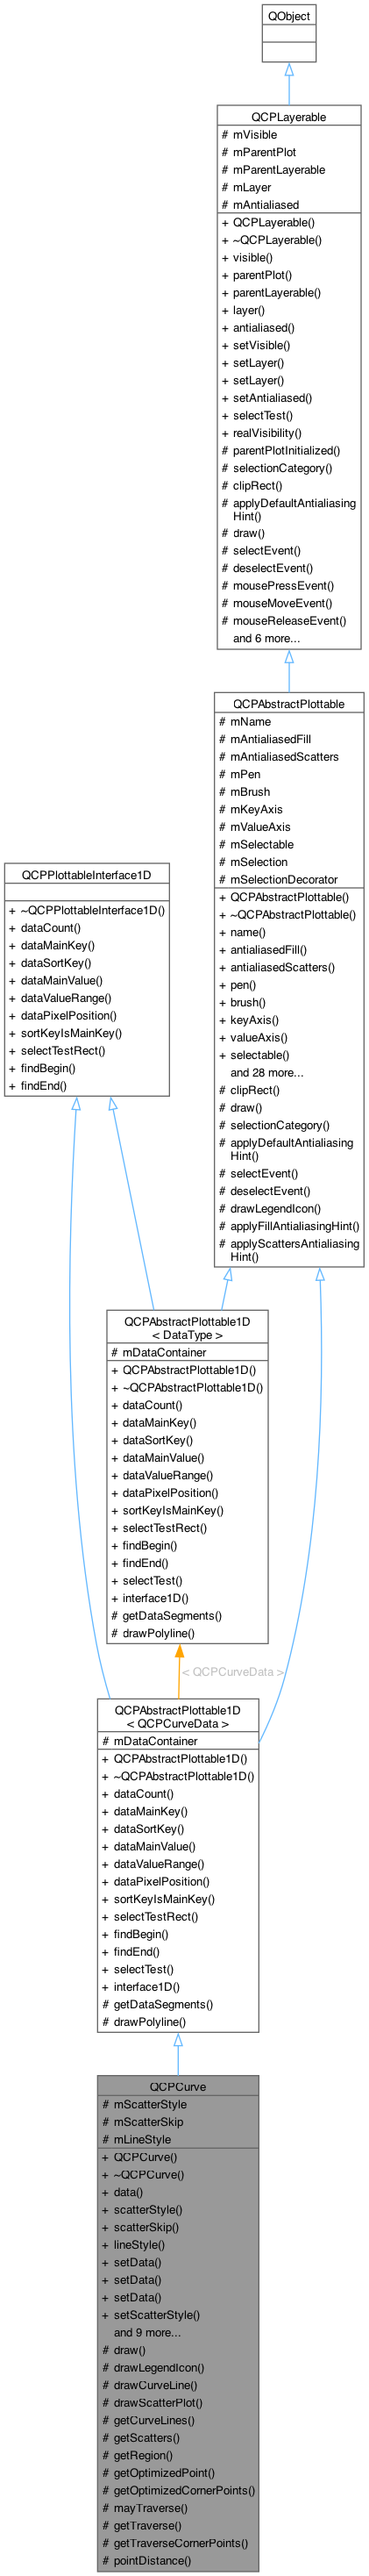 QObject
QCPLayerable
# mVisible
# mParentPlot
# mParentLayerable
# mLayer
# mAntialiased
+ QCPLayerable()
+ ~QCPLayerable()
+ visible()
+ parentPlot()
+ parentLayerable()
+ layer()
+ antialiased()
+ setVisible()
+ setLayer()
+ setLayer()
+ setAntialiased()
+ selectTest()
+ realVisibility()
# parentPlotInitialized()
# selectionCategory()
# clipRect()
# applyDefaultAntialiasing
Hint()
# draw()
# selectEvent()
# deselectEvent()
# mousePressEvent()
# mouseMoveEvent()
# mouseReleaseEvent()
and 6 more...
QCPAbstractPlottable
# mName
# mAntialiasedFill
# mAntialiasedScatters
# mPen
# mBrush
# mKeyAxis
# mValueAxis
# mSelectable
# mSelection
# mSelectionDecorator
+ QCPAbstractPlottable()
+ ~QCPAbstractPlottable()
+ name()
+ antialiasedFill()
+ antialiasedScatters()
+ pen()
+ brush()
+ keyAxis()
+ valueAxis()
+ selectable()
and 28 more...
# clipRect()
# draw()
# selectionCategory()
# applyDefaultAntialiasing
Hint()
# selectEvent()
# deselectEvent()
# drawLegendIcon()
# applyFillAntialiasingHint()
# applyScattersAntialiasing
Hint()
QCPPlottableInterface1D
+ ~QCPPlottableInterface1D()
+ dataCount()
+ dataMainKey()
+ dataSortKey()
+ dataMainValue()
+ dataValueRange()
+ dataPixelPosition()
+ sortKeyIsMainKey()
+ selectTestRect()
+ findBegin()
+ findEnd()
QCPAbstractPlottable1D
< DataType >
# mDataContainer
+ QCPAbstractPlottable1D()
+ ~QCPAbstractPlottable1D()
+ dataCount()
+ dataMainKey()
+ dataSortKey()
+ dataMainValue()
+ dataValueRange()
+ dataPixelPosition()
+ sortKeyIsMainKey()
+ selectTestRect()
+ findBegin()
+ findEnd()
+ selectTest()
+ interface1D()
# getDataSegments()
# drawPolyline()
< QCPCurveData >
QCPAbstractPlottable1D
< QCPCurveData >
# mDataContainer
+ QCPAbstractPlottable1D()
+ ~QCPAbstractPlottable1D()
+ dataCount()
+ dataMainKey()
+ dataSortKey()
+ dataMainValue()
+ dataValueRange()
+ dataPixelPosition()
+ sortKeyIsMainKey()
+ selectTestRect()
+ findBegin()
+ findEnd()
+ selectTest()
+ interface1D()
# getDataSegments()
# drawPolyline()
QCPCurve
# mScatterStyle
# mScatterSkip
# mLineStyle
+ QCPCurve()
+ ~QCPCurve()
+ data()
+ scatterStyle()
+ scatterSkip()
+ lineStyle()
+ setData()
+ setData()
+ setData()
+ setScatterStyle()
and 9 more...
# draw()
# drawLegendIcon()
# drawCurveLine()
# drawScatterPlot()
# getCurveLines()
# getScatters()
# getRegion()
# getOptimizedPoint()
# getOptimizedCornerPoints()
# mayTraverse()
# getTraverse()
# getTraverseCornerPoints()
# pointDistance()